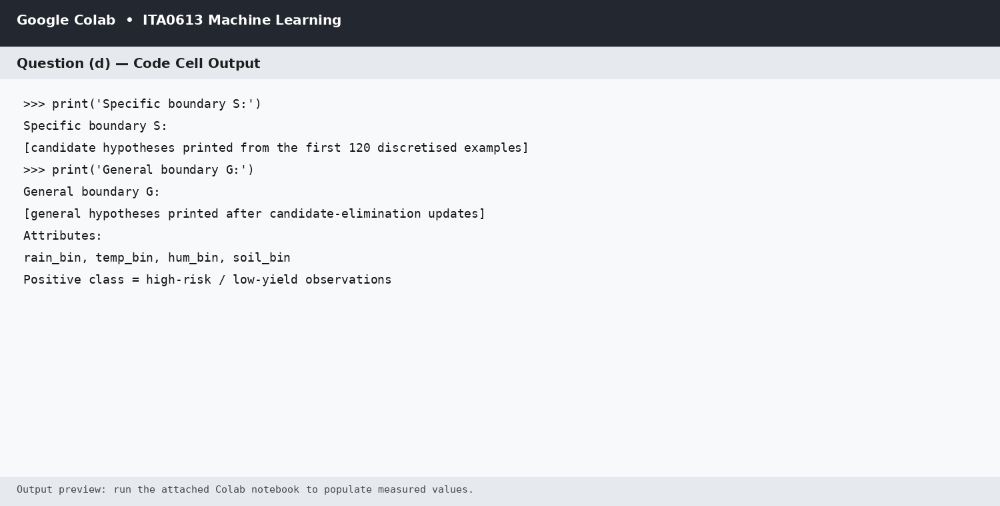 Google Colab • ITA0613 Machine Learning
Question (d) — Code Cell Output
>>> print('Specific boundary S:')
Specific boundary S:
[candidate hypotheses printed from the first 120 discretised examples]
>>> print('General boundary G:')
General boundary G:
[general hypotheses printed after candidate-elimination updates]
Attributes:
rain_bin, temp_bin, hum_bin, soil_bin
Positive class = high-risk / low-yield observations
Output preview: run the attached Colab notebook to populate measured values.